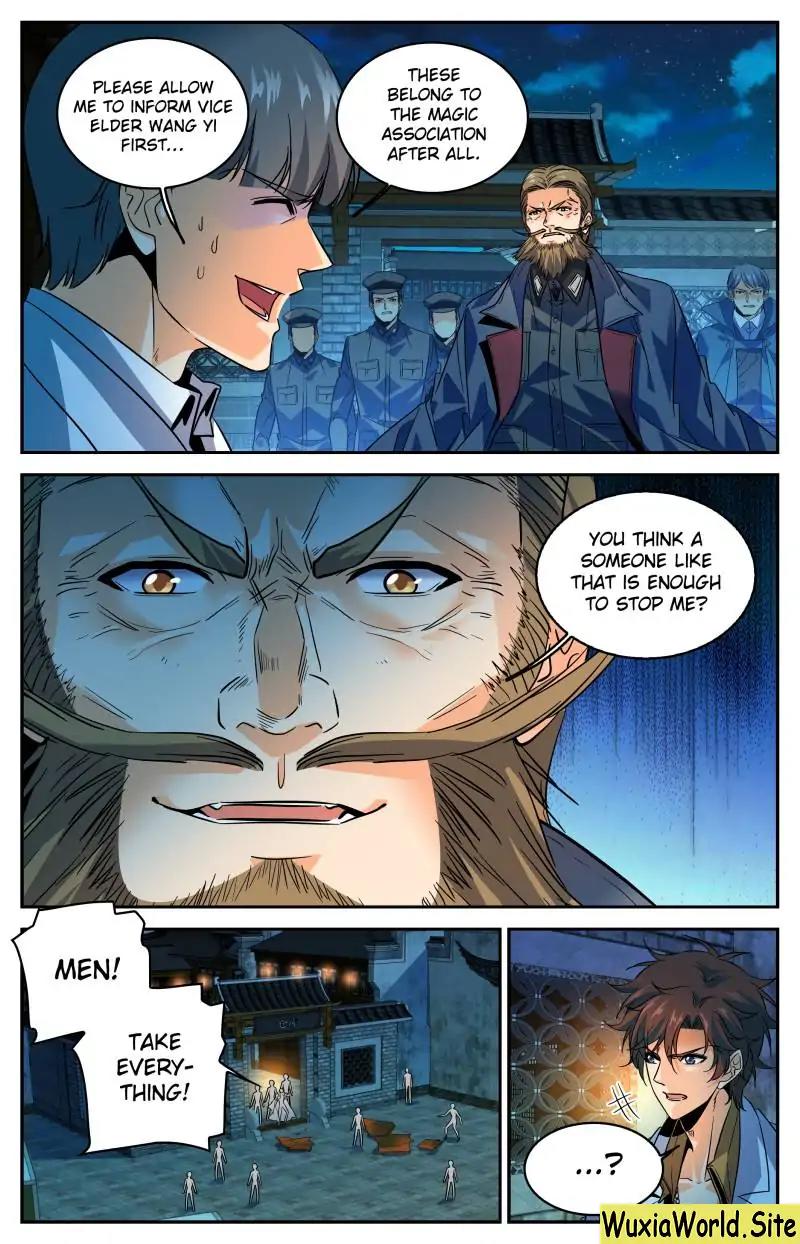 PLEASE ALLOW
ME TO INFORM VICE
ELDER WANG YI
FIRST...
THESE
BELONG TO
THE MAGIC
ASSOCIATION
AFTER ALL.
YOU THINK A
SOMEONE LIKE
THAT IS ENOUGH
TO STOP ME?
MEN!
TAKE
EVERY-
THING!
...?
WuxiaWorld.Site